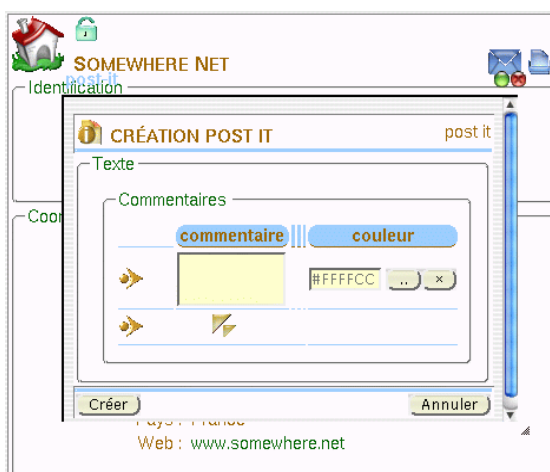 SOMEWHERE NET
post it
Identification
CRÉATION POST IT
post it
Texte
Coor
Commentaires
commentaire
couleur
#FFFFCC
..
×
Créer
Annuler
Pays : France
Web : www.somewhere.net